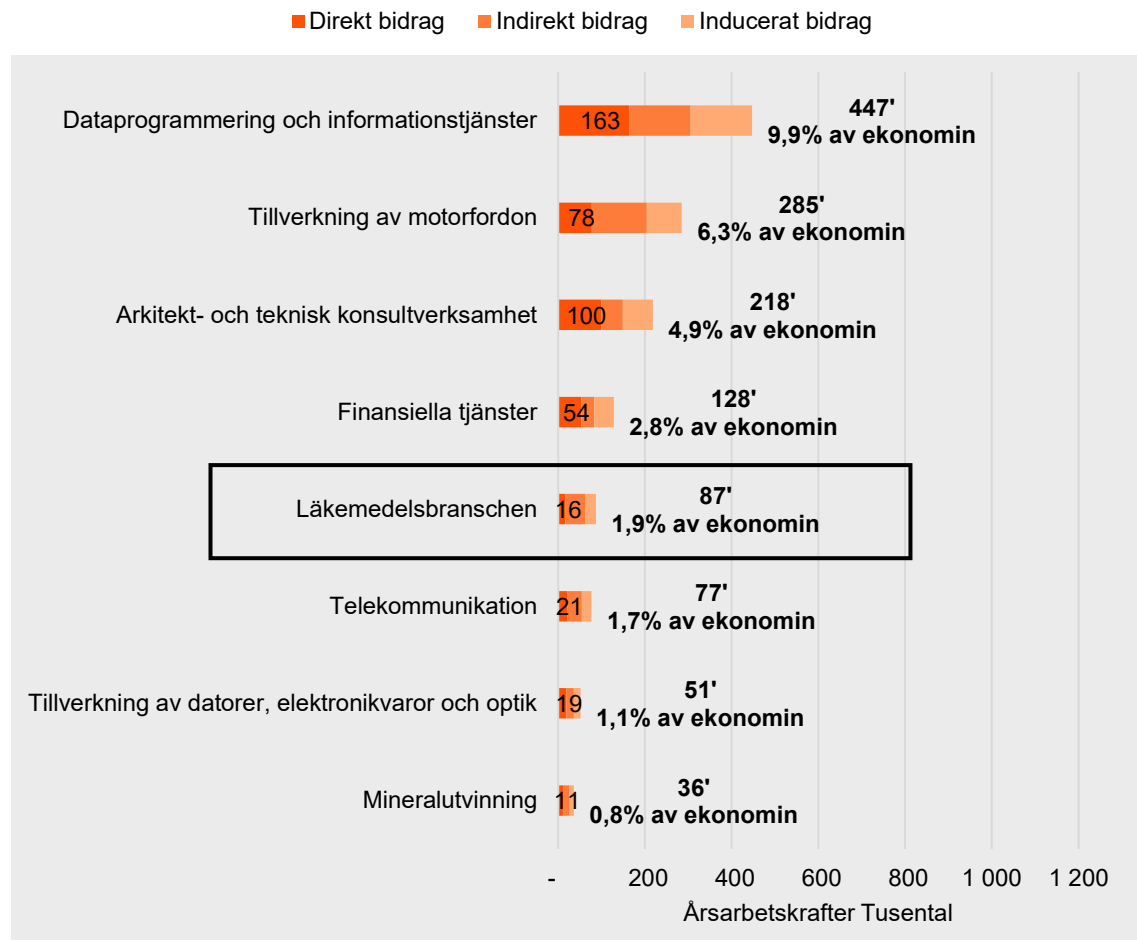 Direkt bidrag Indirekt bidrag Inducerat bidrag
Dataprogrammering och informationstjänster 163 447'
9,9% av ekonomin
Tillverkning av motorfordon 78 285'
6,3% av ekonomin
Arkitekt- och teknisk konsultverksamhet 100 218'
4,9% av ekonomin
Finansiella tjänster 54 128'
2,8% av ekonomin
Läkemedelsbranschen 16 87'
1,9% av ekonomin
Telekommunikation 21 77'
1,7% av ekonomin
Tillverkning av datorer, elektronikvaror och optik 19 51'
1,1% av ekonomin
Mineralutvinning 11 36'
0,8% av ekonomin
- 200 400 600 800 1 000 1 200
Årsarbetskrafter Tusental